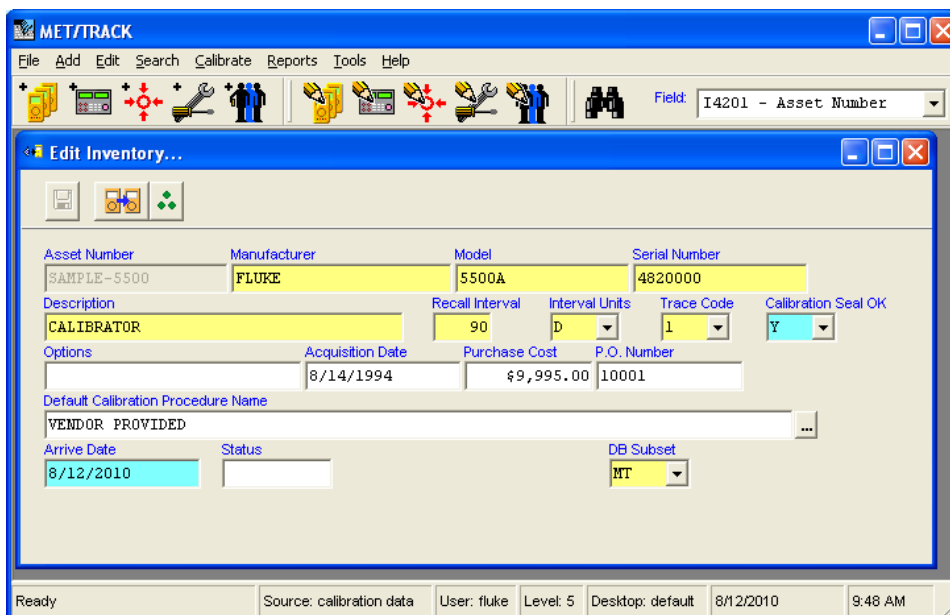 MET/TRACK
File Add Edit Search Calibrate Reports Tools Help
Field: I4201 - Asset Number
Edit Inventory...
Asset Number Manufacturer Model Serial Number
SAMPLE-5500 FLUKE 5500A 4820000
Description Recall Interval Interval Units Trace Code Calibration Seal OK
CALIBRATOR 90 D 1 Y
Options Acquisition Date Purchase Cost P.O. Number
8/14/1994 $9,995.00 10001
Default Calibration Procedure Name
VENDOR PROVIDED ...
Arrive Date Status DB Subset
8/12/2010 MT
Ready Source: calibration data User: fluke Level: 5 Desktop: default 8/12/2010 9:48 AM